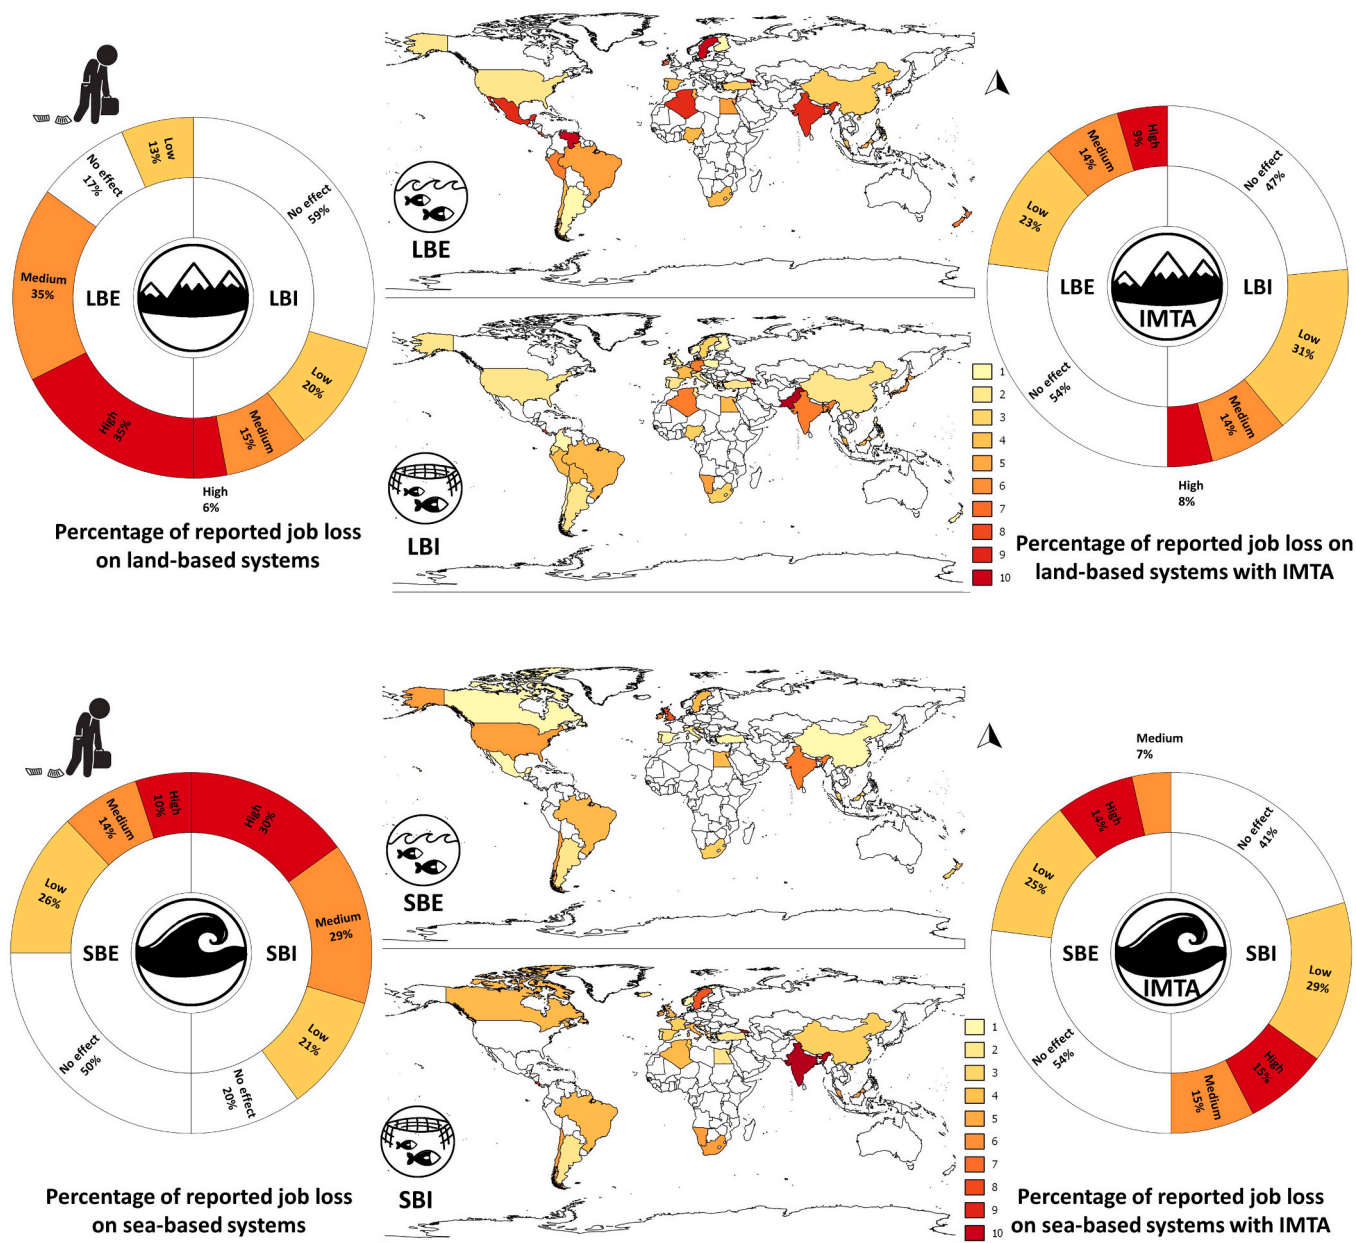 Low
13%
No effect
17%
No effect
59%
Medium
35%
LBE
LBI
High
35%
Medium
15%
Low
20%
High
6%
Percentage of reported job loss
on land-based systems
LBE
LBI
1
2
3
4
5
6
7
8
9
10
High
9%
Medium
14%
No effect
47%
Low
23%
LBE
IMTA
LBI
Low
31%
No effect
54%
Medium
14%
High
8%
Percentage of reported job loss on
land-based systems with IMTA
High
10%
Medium
14%
High
30%
Low
26%
Medium
29%
SBE
SBI
Low
21%
No effect
50%
No effect
20%
Percentage of reported job loss
on sea-based systems
SBE
SBI
1
2
3
4
5
6
7
8
9
10
Medium
7%
High
14%
No effect
41%
Low
25%
SBE
IMTA
SBI
Low
29%
No effect
54%
High
15%
Medium
15%
Percentage of reported job loss
on sea-based systems with IMTA